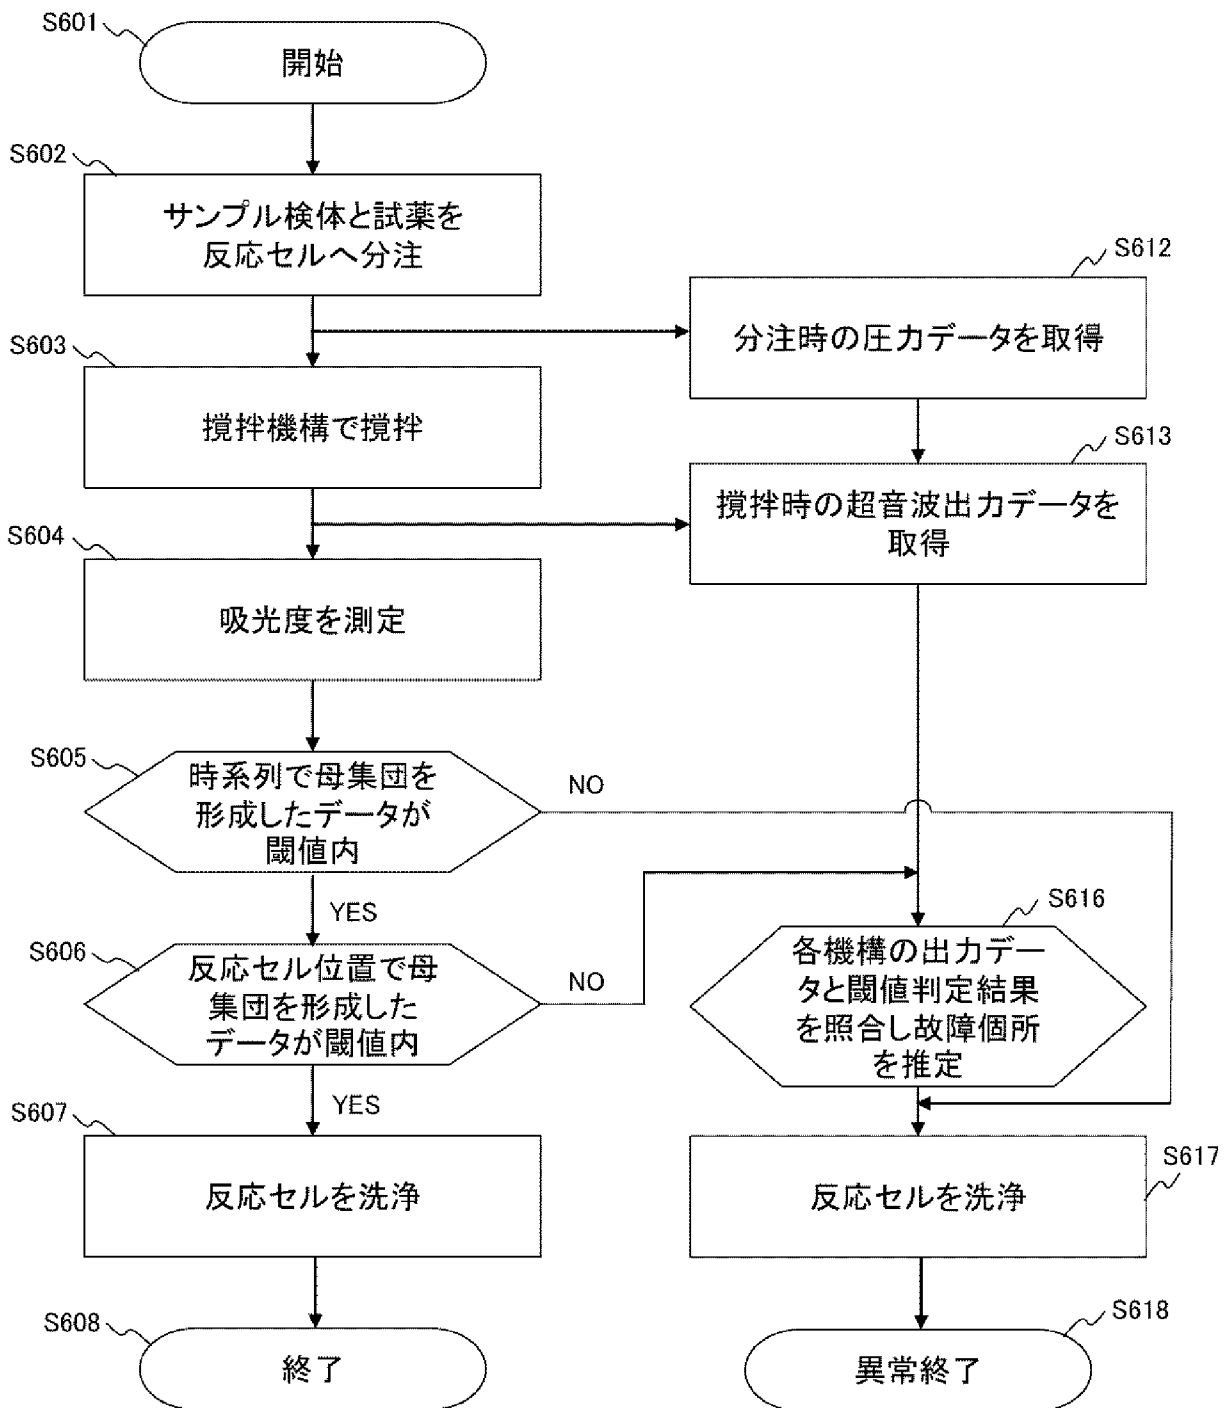 S601
開始
S602
サンプル検体と試薬を
反応セルへ分注
S612
分注時の圧力データを取得
S603
撹拌機構で撹拌
S613
撹拌時の超音波出力データを
取得
S604
吸光度を測定
S605
時系列で母集団を
形成したデータが
閾値内
NO
YES
S606
反応セル位置で母
集団を形成した
データが閾値内
NO
YES
S616
各機構の出力デー
タと閾値判定結果
を照合し故障個所
を推定
S607
反応セルを洗浄
S617
反応セルを洗浄
S608
終了
S618
異常終了